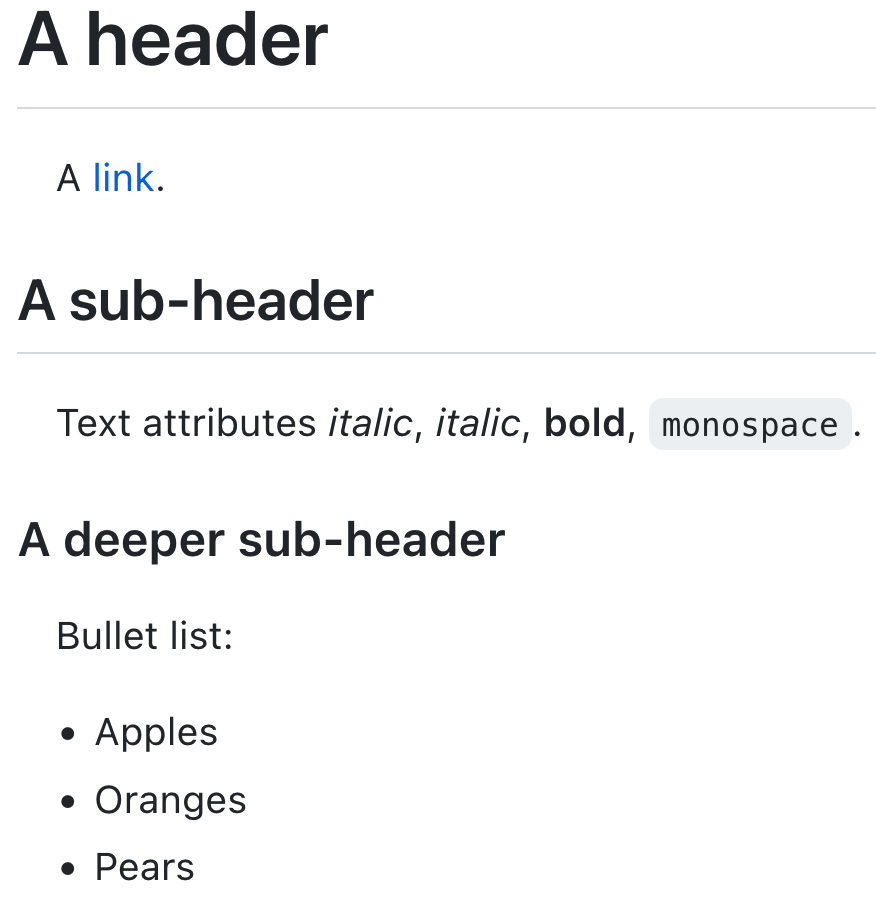 A header
A link.
A sub-header
Text attributes italic, italic, bold, monospace.
A deeper sub-header
Bullet list:
• Apples
• Oranges
• Pears